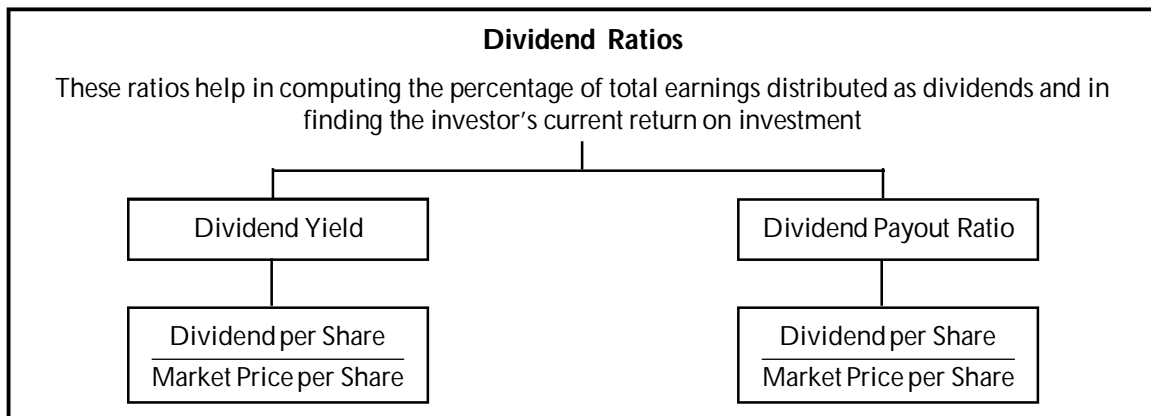 Dividend Ratios
These ratios help in computing the percentage of total earnings distributed as dividends and in
finding the investor's current return on investment
Dividend Yield
Dividend Payout Ratio
Dividend per Share
Market Price per Share
Dividend per Share
Market Price per Share